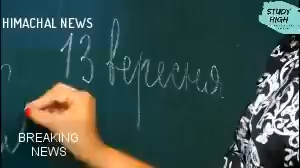 HIMACHAL NEWS
STUDY
HIGH
13 вересня
BREAKING
NEWS